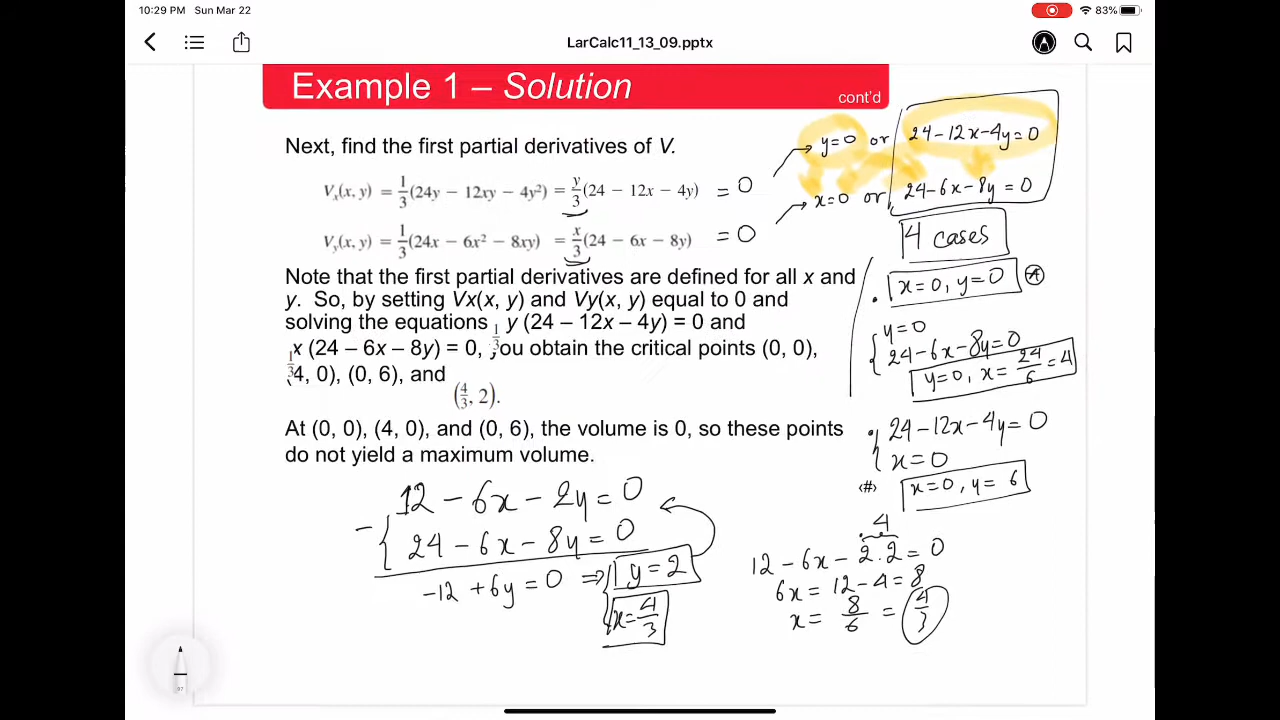 10:29 PM Sun Mar 22
83%
LarCalc11_13_09.pptx
Example 1 – Solution
cont'd
Next, find the first partial derivatives of V.
Vx(x, y) = 1/3(24y − 12xy − 4y²) = y/3(24 − 12x − 4y) = 0
Vy(x, y) = 1/3(24x − 6x² − 8xy) = x/3(24 − 6x − 8y) = 0
Note that the first partial derivatives are defined for all x and
y. So, by setting Vx(x, y) and Vy(x, y) equal to 0 and
solving the equations 1/3 y (24 – 12x – 4y) = 0 and
1/3 x (24 – 6x – 8y) = 0, you obtain the critical points (0, 0),
(4, 0), (0, 6), and
(4/3, 2).
At (0, 0), (4, 0), and (0, 6), the volume is 0, so these points
do not yield a maximum volume.
12 − 6x − 2y = 0
− { 24 − 6x − 8y = 0
−12 + 6y = 0 ⇒ y = 2
x = 4/3
y=0 or 24−12x−4y=0
x=0 or 24−6x−8y=0
4 cases
• x=0, y=0 A
y=0
24−6x−8y=0
y=0, x= 24/6 = 4
• 24−12x−4y=0
x=0
‹#›
x=0, y= 6
4
12 − 6x − 2.2 = 0
6x = 12−4 = 8
x = 8/6 = 4/3
97